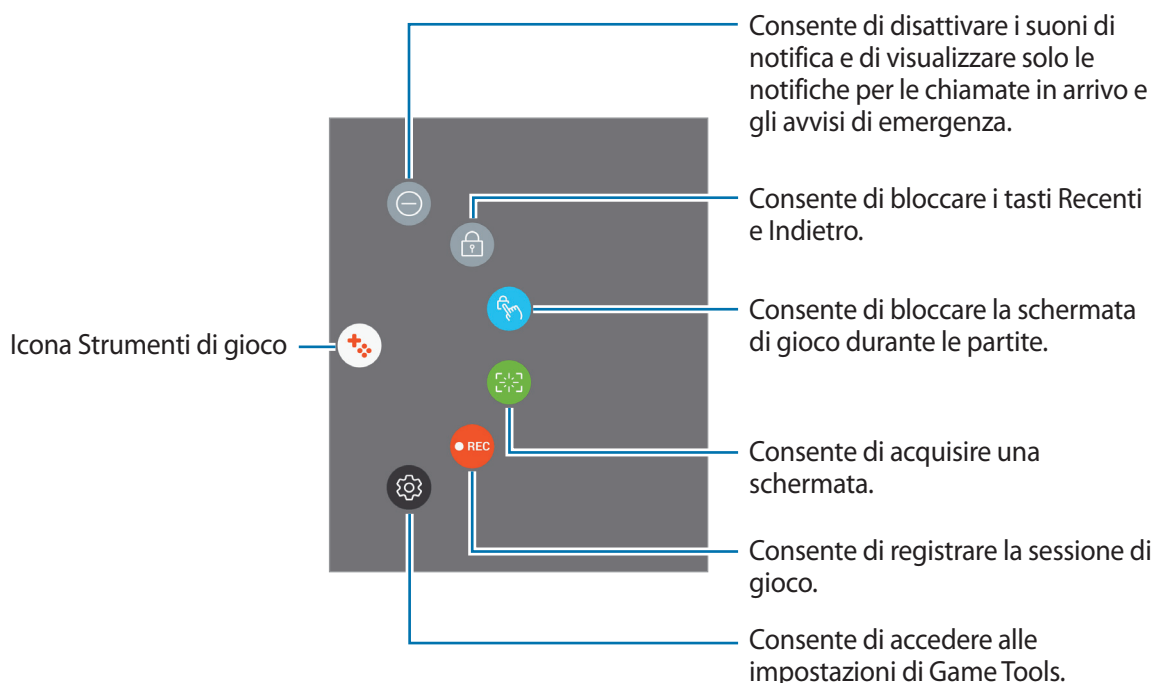 Consente di disattivare i suoni di
notifica e di visualizzare solo le
notifiche per le chiamate in arrivo e
gli avvisi di emergenza.
Consente di bloccare i tasti Recenti
e Indietro.
Consente di bloccare la schermata
di gioco durante le partite.
Icona Strumenti di gioco
Consente di acquisire una
schermata.
REC
Consente di registrare la sessione di
gioco.
Consente di accedere alle
impostazioni di Game Tools.